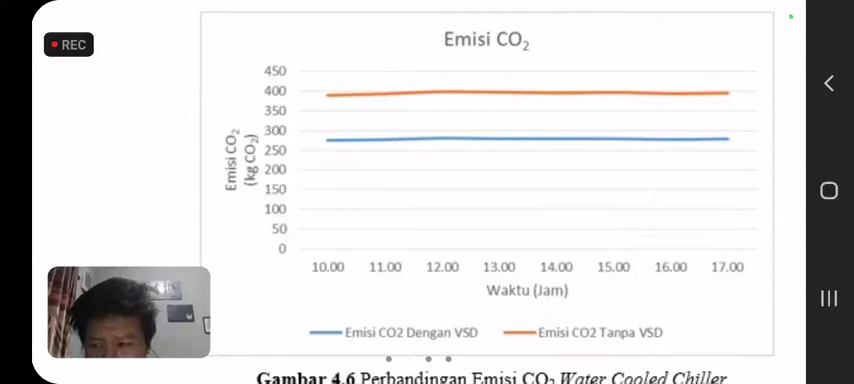 REC
Emisi CO₂
450
400
350
300
250
200
150
100
50
0
Emisi CO₂
(kg CO₂)
10.00 11.00 12.00 13.00 14.00 15.00 16.00 17.00
Waktu (Jam)
Emisi CO2 Dengan VSD Emisi CO2 Tanpa VSD
Gambar 4.6 Perbandingan Emisi CO₂ Water Cooled Chiller